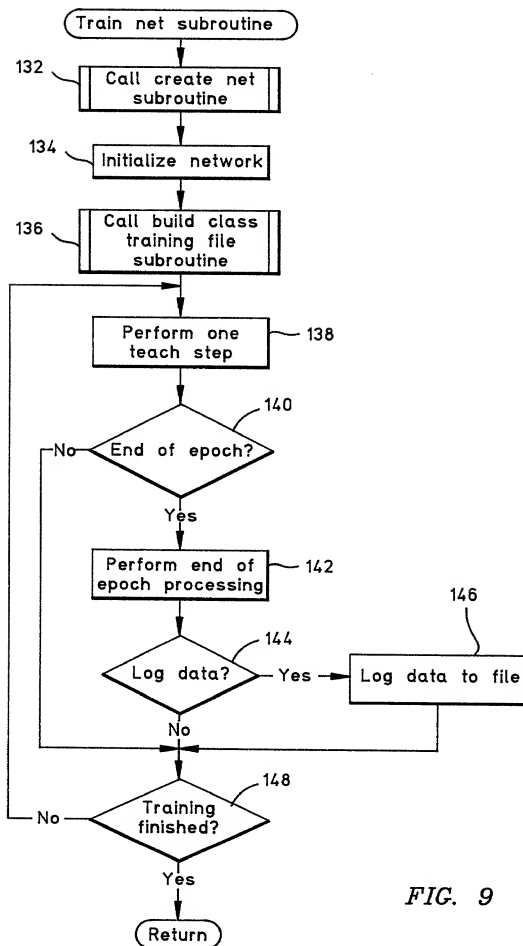 Train net subroutine
132
Call create net
subroutine
134
Initialize network
136
Call build class
training file
subroutine
Perform one
teach step
138
140
No
End of epoch?
Yes
Perform end of
epoch processing
142
144
146
Log data?
Yes
Log data to file
No
148
No
Training
finished?
Yes
Return
FIG. 9